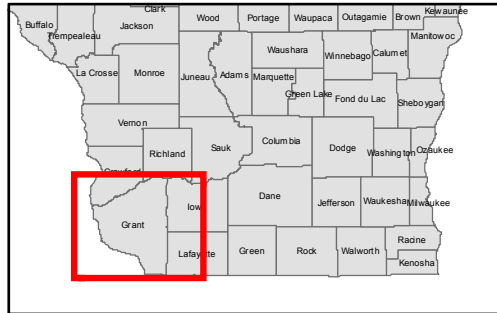 Clark
Wood Portage Waupaca Outagamie Brown Kewaunee
Buffalo Trempealeau Jackson Manitowoc
Waushara Winnebago Calumet
La Crosse Monroe Juneau Adams Marquette
Green Lake Fond du Lac Sheboygan
Vernon
Richland Sauk Columbia Dodge Washington Ozaukee
Crawford
Grant Iowa Dane Jefferson Waukesha Milwaukee
Lafayette Green Rock Walworth Racine
Kenosha